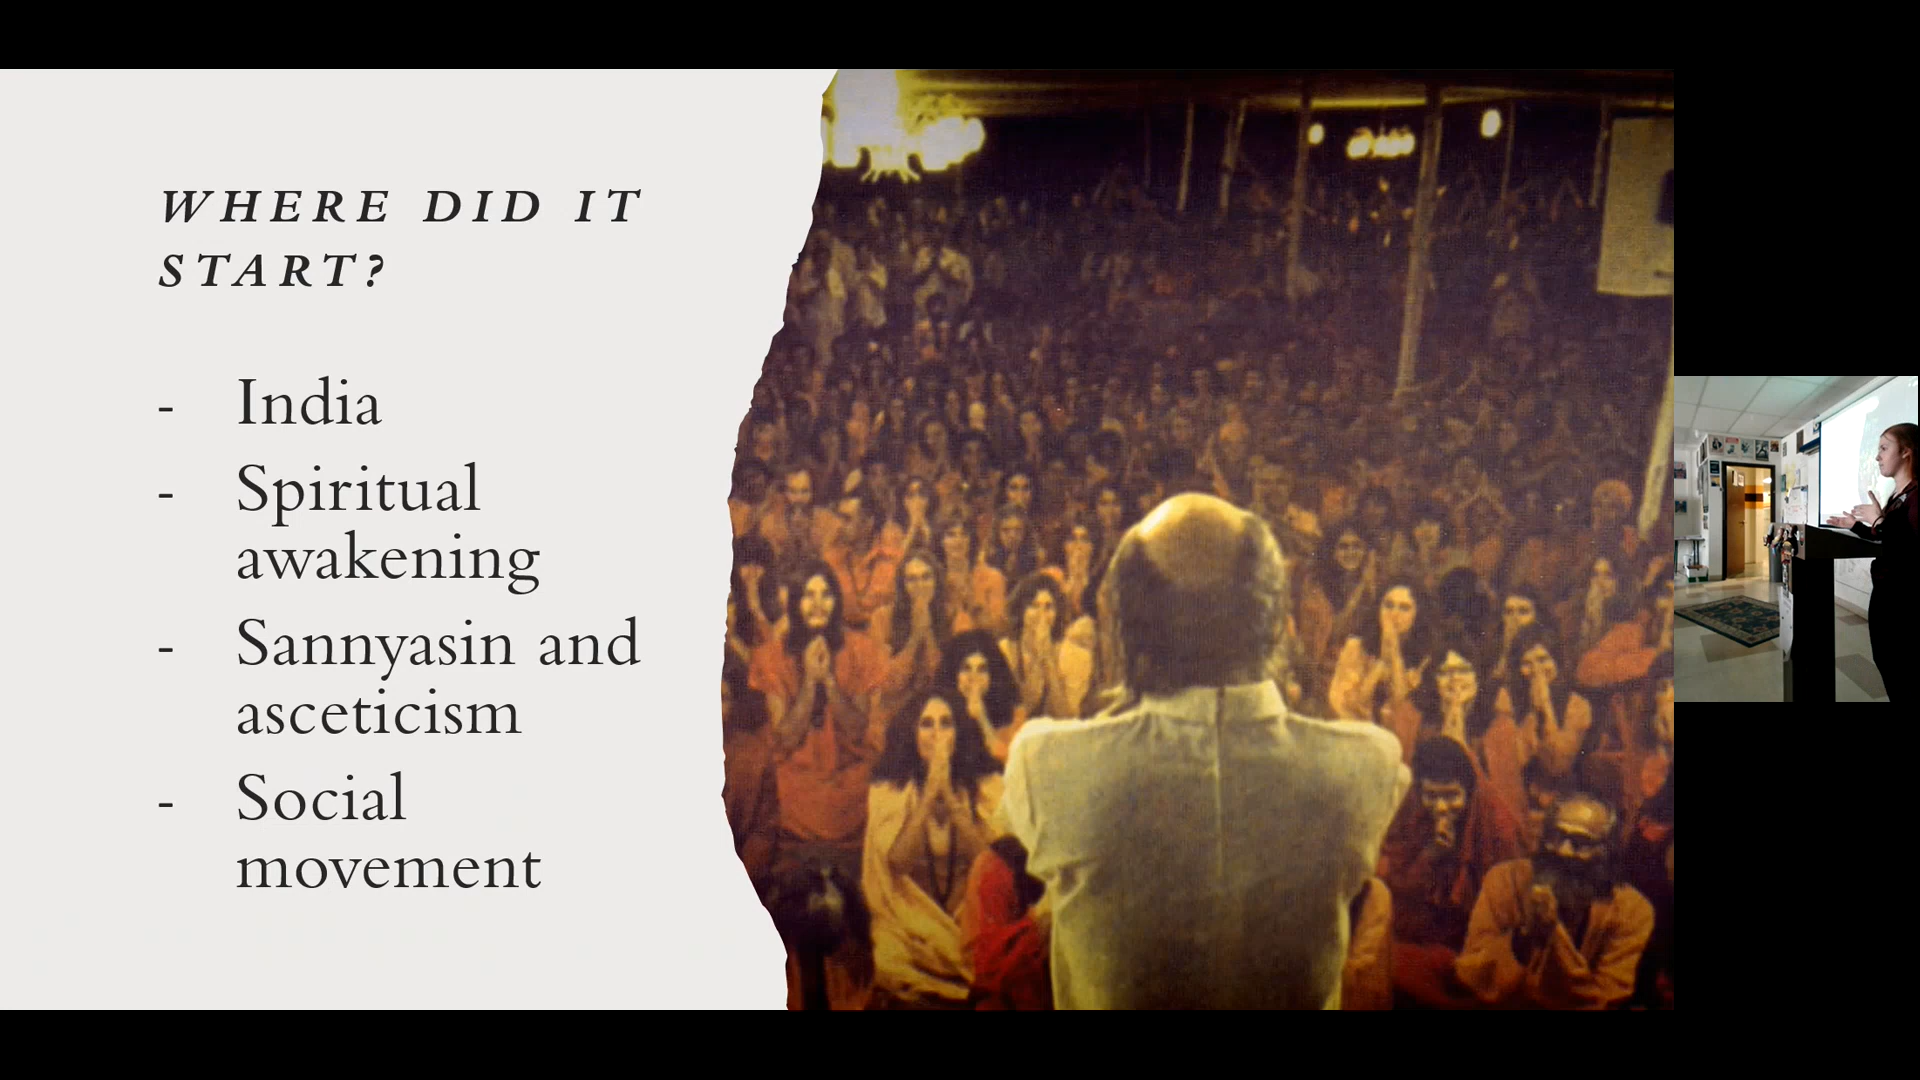 WHERE DID IT
START?
- India
- Spiritual
awakening
- Sannyasin and
asceticism
- Social
movement